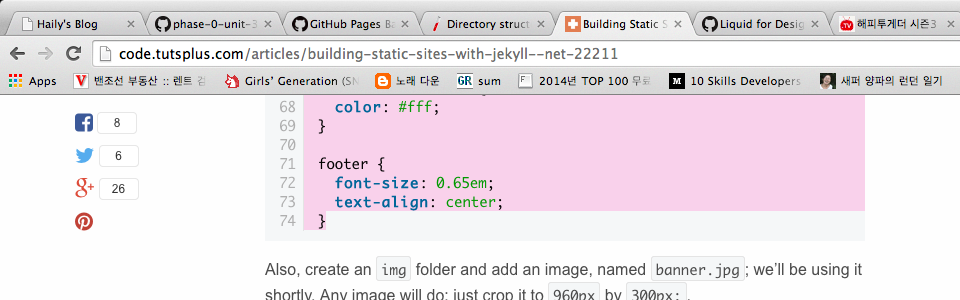 Haily's Blog phase-0-unit-3 GitHub Pages Ba Directory struct Building Static S Liquid for Desig 해피투게더 시즌3
code.tutsplus.com/articles/building-static-sites-with-jekyll--net-22211
Apps 밴조선 부동산 :: 렌트 검 Girls' Generation (SN 노래 다운 GR sum 2014년 TOP 100 무료 M 10 Skills Developers 새퍼 양파의 런던 일기
68 color: #fff;
8
69 }
70
6
71 footer {
72 font-size: 0.65em;
26
73 text-align: center;
74 }
Also, create an img folder and add an image, named banner.jpg; we'll be using it
shortly. Any image will do; just crop it to 960px by 300px;.